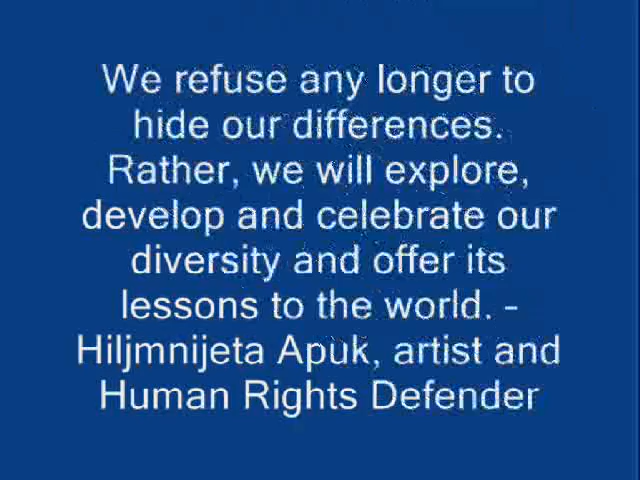 We refuse any longer to
hide our differences.
Rather, we will explore,
develop and celebrate our
diversity and offer its
lessons to the world. -
Hiljmnijeta Apuk, artist and
Human Rights Defender